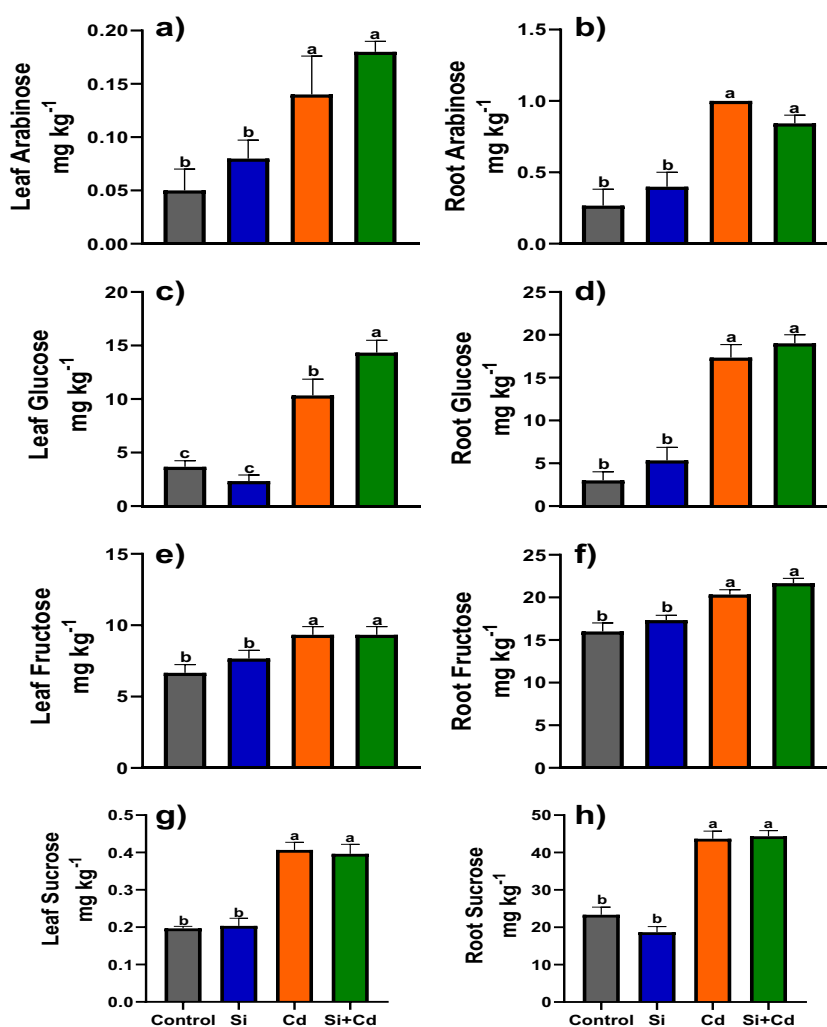 a)
Leaf Arabinose
mg kg-1
0.20
0.15
0.10
0.05
0.00
b
b
a
a
b)
Root Arabinose
mg kg-1
1.5
1.0
0.5
0.0
b
b
a
a
c)
Leaf Glucose
mg kg-1
20
15
10
5
0
c
c
b
a
d)
Root Glucose
mg kg-1
25
20
15
10
5
0
b
b
a
a
e)
Leaf Fructose
mg kg-1
15
10
5
0
b
b
a
a
f)
Root Fructose
mg kg-1
25
20
15
10
5
0
b
b
a
a
g)
Leaf Sucrose
mg kg-1
0.5
0.4
0.3
0.2
0.1
0.0
b
b
a
a
Control Si Cd Si+Cd
h)
Root Sucrose
mg kg-1
50
40
30
20
10
0
b
b
a
a
Control Si Cd Si+Cd